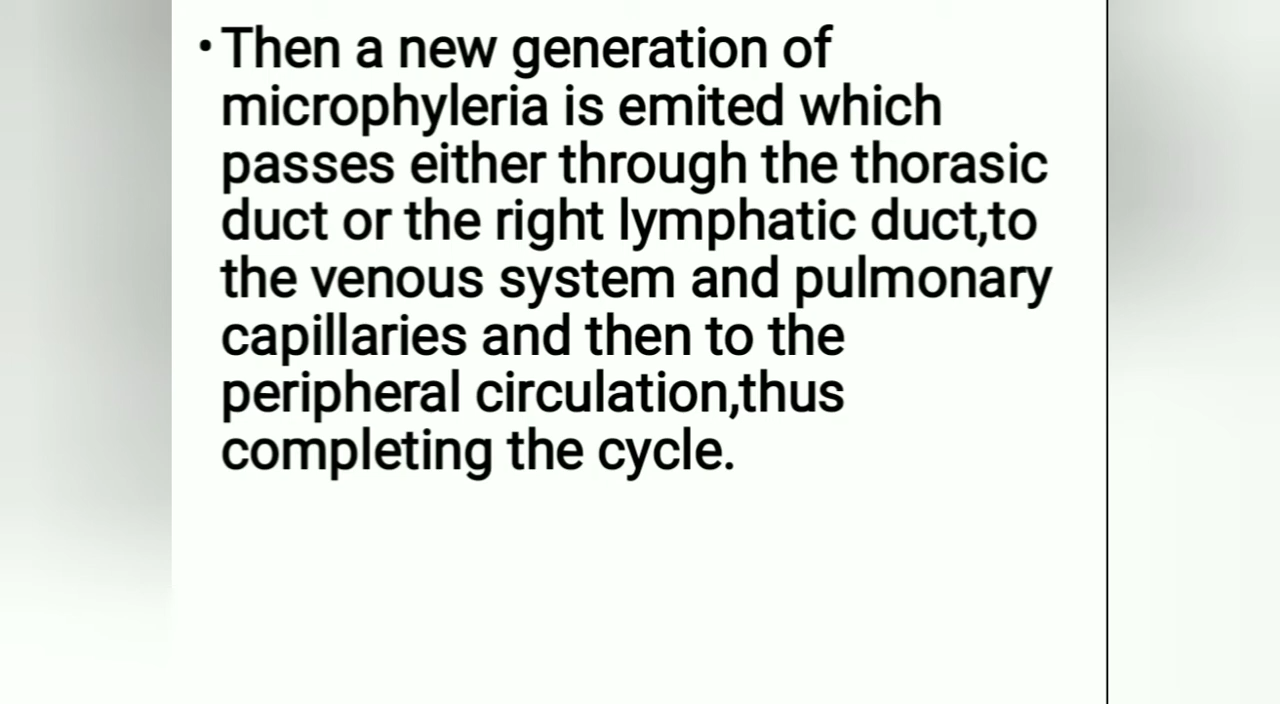 • Then a new generation of
microphyleria is emited which
passes either through the thorasic
duct or the right lymphatic duct,to
the venous system and pulmonary
capillaries and then to the
peripheral circulation,thus
completing the cycle.